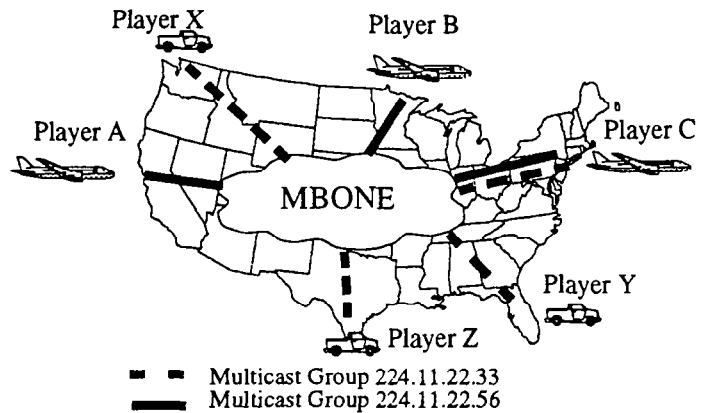 Player X
Player B
Player A
Player C
MBONE
Player Y
Player Z
Multicast Group 224.11.22.33
Multicast Group 224.11.22.56